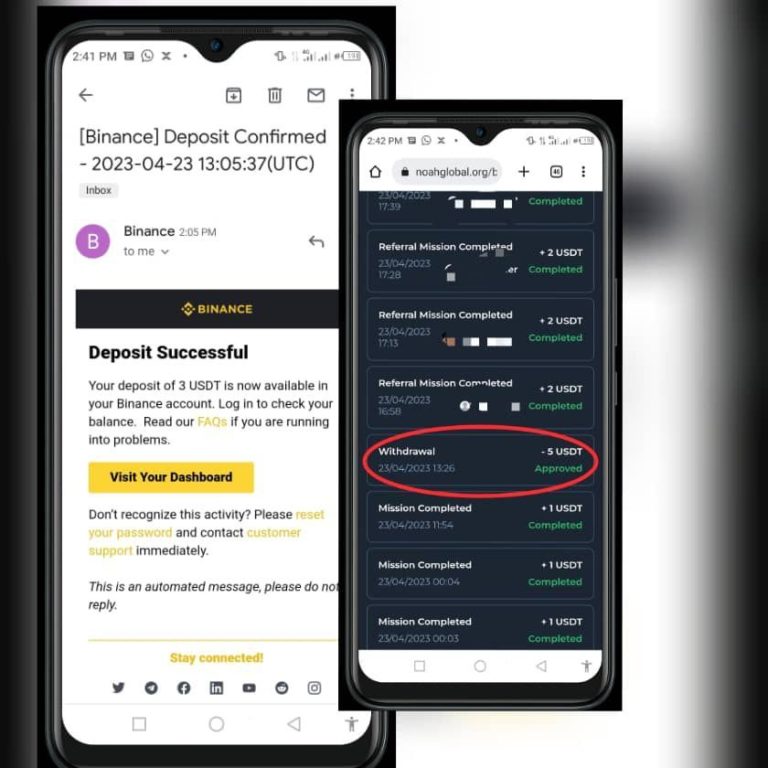 2:41 PM
[Binance] Deposit Confirmed
- 2023-04-23 13:05:37(UTC)
Inbox
B
Binance 2:05 PM
to me
BINANCE
Deposit Successful
Your deposit of 3 USDT is now available in
your Binance account. Log in to check your
balance. Read our FAQs if you are running
into problems.
Visit Your Dashboard
Don't recognize this activity? Please reset
your password and contact customer
support immediately.
This is an automated message, please do not
reply.
Stay connected!
2:42 PM
noahglobal.org/b
23/04/2023
17:39
Completed
Referral Mission Completed
+ 2 USDT
23/04/2023
17:28
er
Completed
Referral Mission Completed
+ 2 USDT
23/04/2023
17:13
Completed
Referral Mission Completed
+ 2 USDT
23/04/2023
16:58
Completed
Withdrawal
- 5 USDT
23/04/2023 13:26
Approved
Mission Completed
+ 1 USDT
23/04/2023 11:54
Completed
Mission Completed
+ 1 USDT
23/04/2023 00:04
Completed
Mission Completed
+ 1 USDT
23/04/2023 00:03
Completed